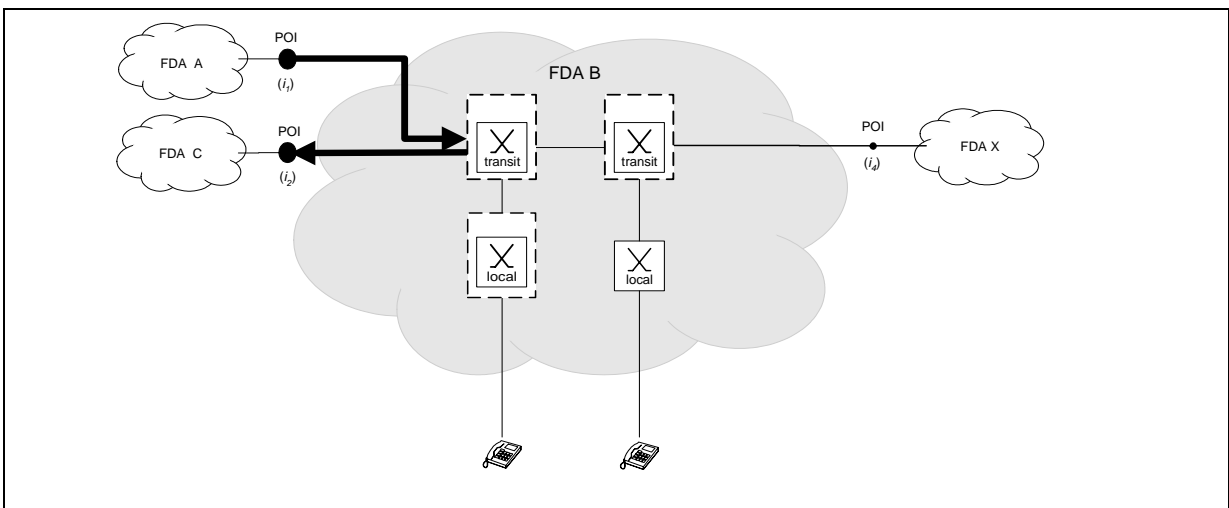 POI
FDA A
(i1)
FDA B
POI
FDA C
(i2)
transit
transit
POI
FDA X
(i4)
local
local